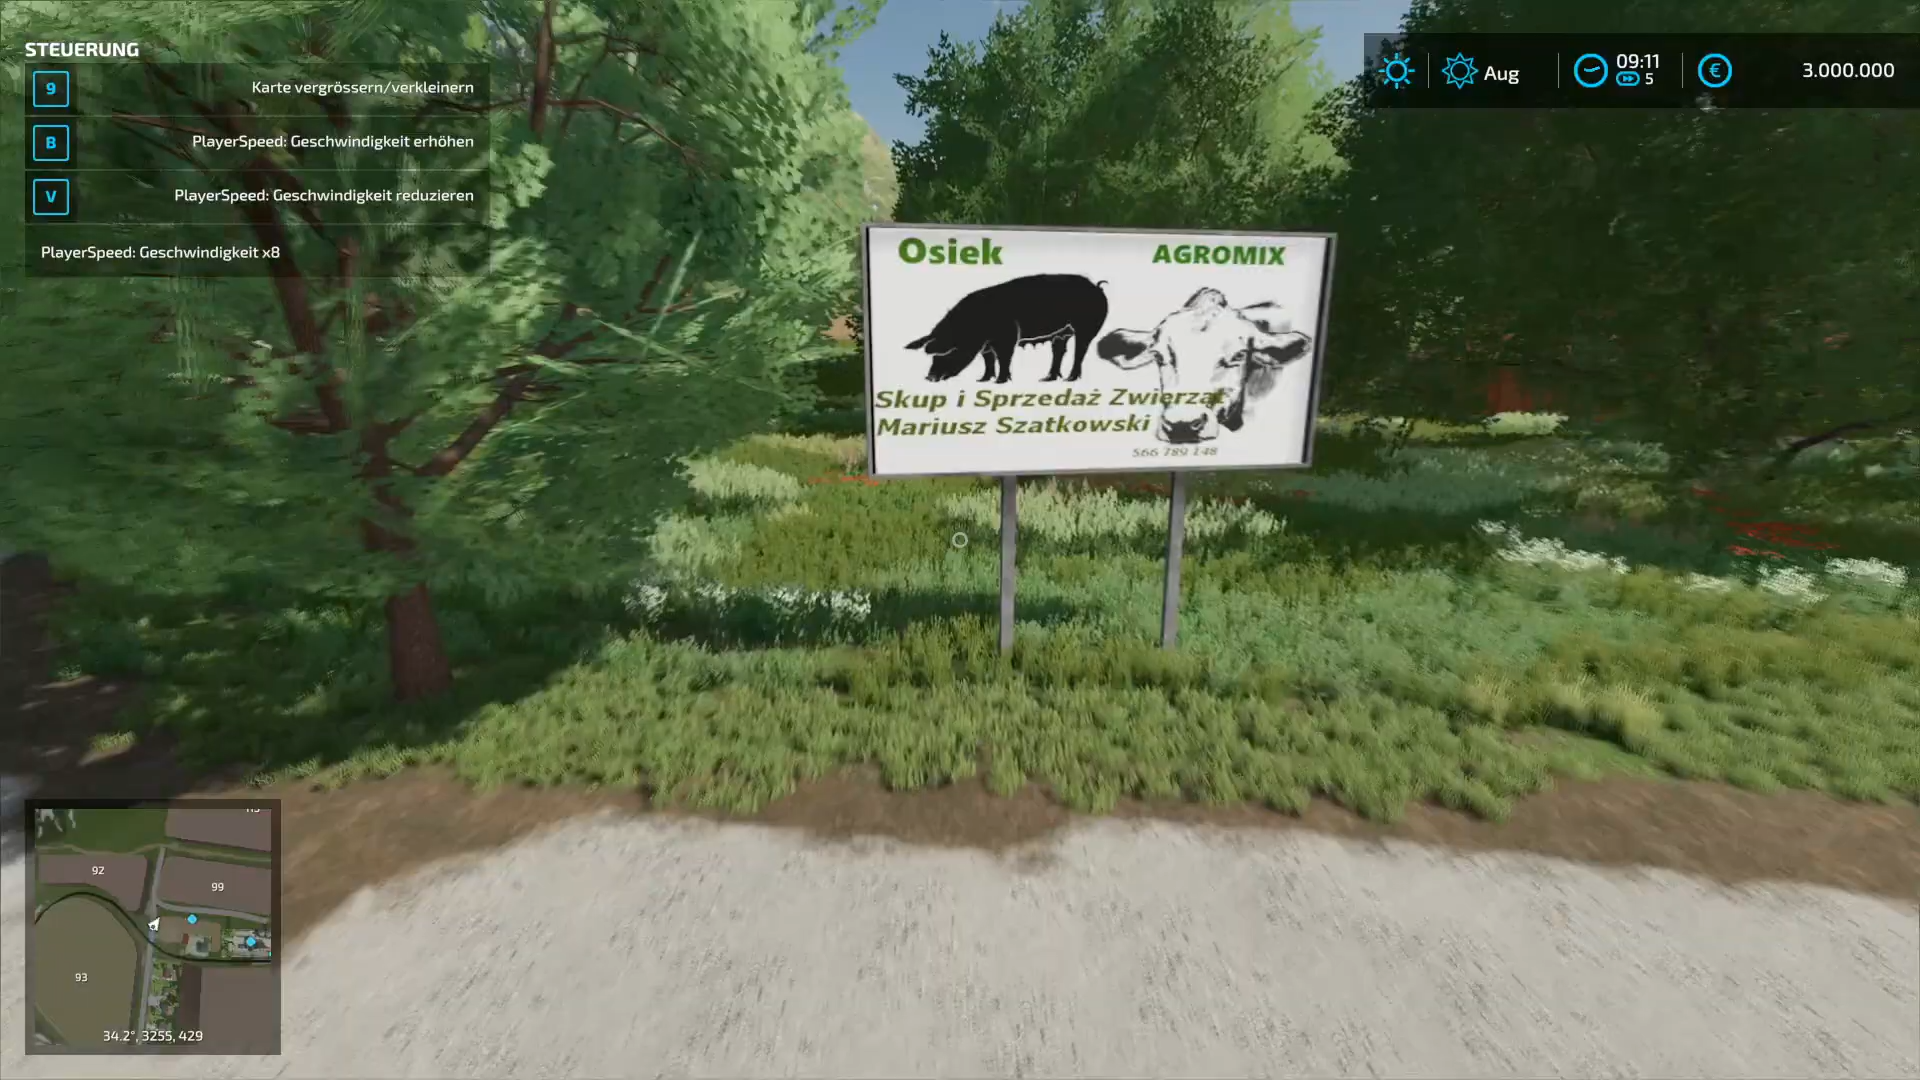 STEUERUNG
9 Karte vergrössern/verkleinern
B PlayerSpeed: Geschwindigkeit erhöhen
V PlayerSpeed: Geschwindigkeit reduzieren
PlayerSpeed: Geschwindigkeit x8
Aug
09:11
5
€
3.000.000
Osiek AGROMIX
Skup i Sprzedaż Zwierząt
Mariusz Szatkowski
566 789 148
92
99
93
34.2°, 3255, 429